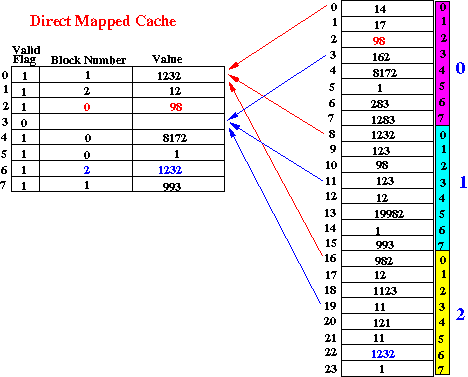 Direct Mapped Cache
Valid
Flag Block Number Value
0 1 1 1232
1 1 2 12
2 1 0 98
3 0
4 1 0 8172
5 1 0 1
6 1 2 1232
7 1 1 993
0 14 0
1 17 1
2 98 2
3 162 3
4 8172 4
5 1 5
6 283 6
7 1283 7
0
8 1232 0
9 123 1
10 98 2
11 123 3
12 12 4
13 19982 5
14 1 6
15 993 7
1
16 982 0
17 12 1
18 1123 2
19 11 3
20 121 4
21 11 5
22 1232 6
23 1 7
2